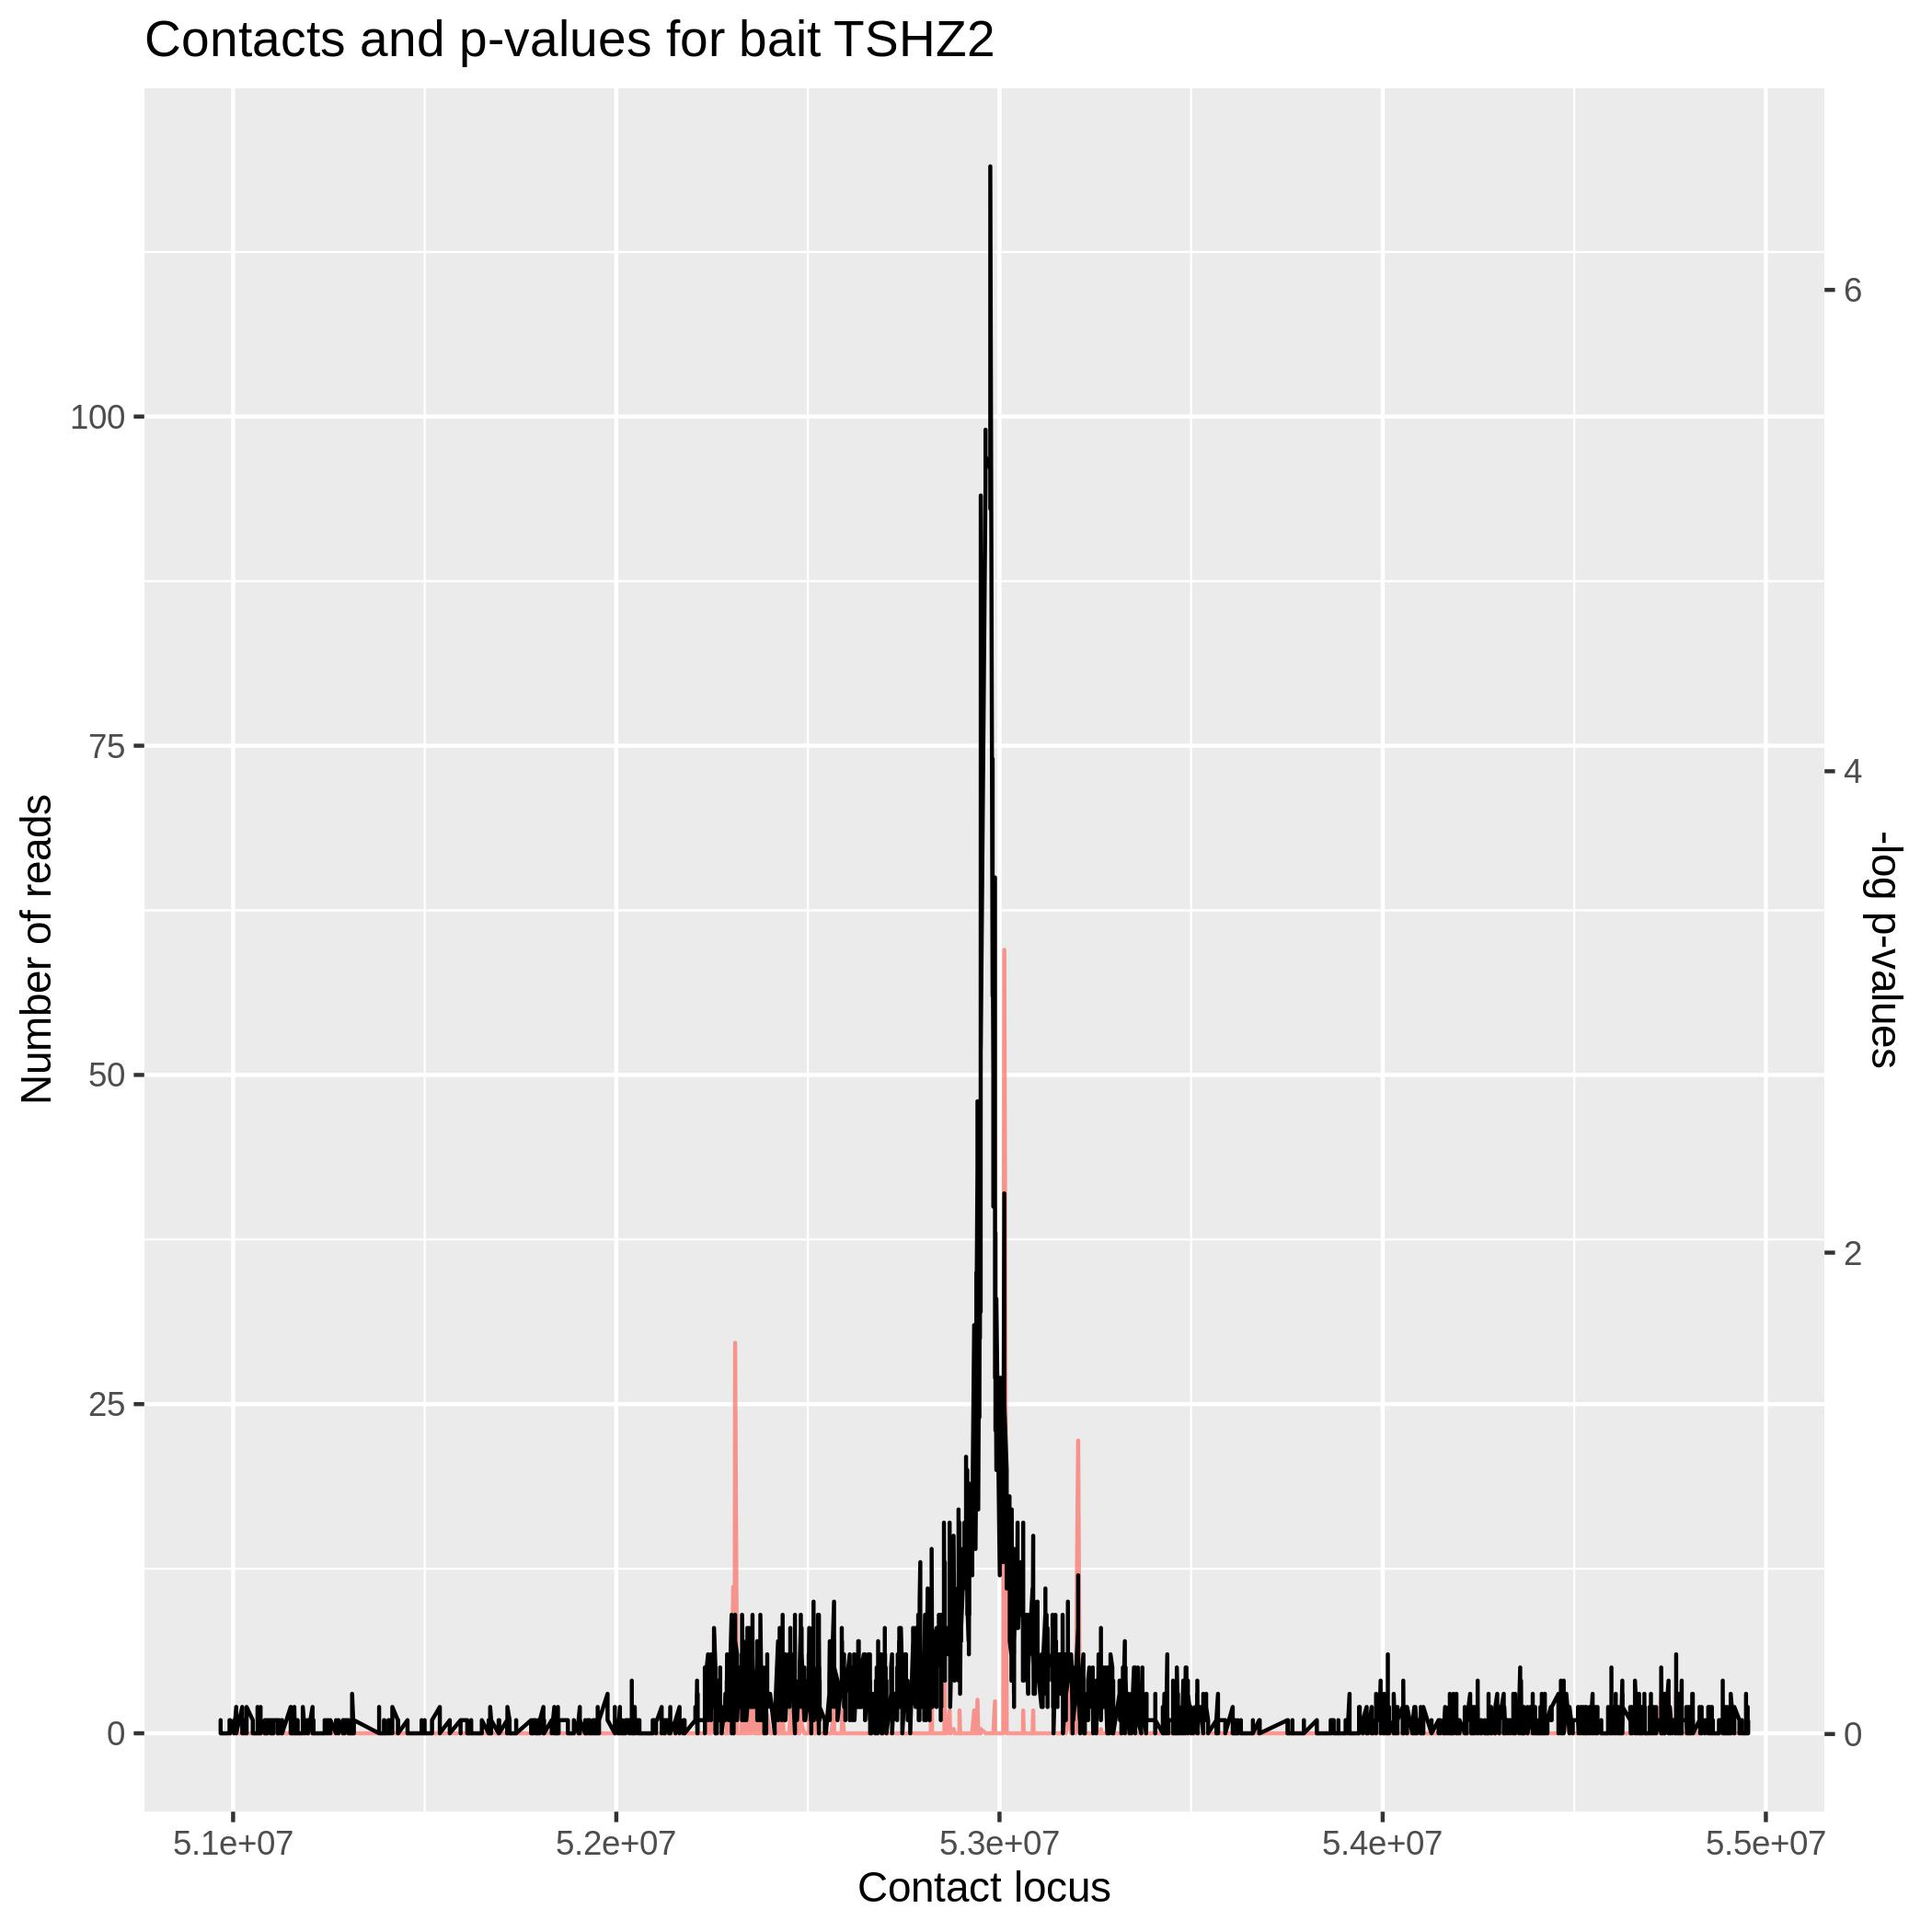 Contacts and p-values for bait TSHZ2
100
75
50
25
0
Number of reads
6
4
2
0
-log p-values
5.1e+07
5.2e+07
5.3e+07
5.4e+07
5.5e+07
Contact locus